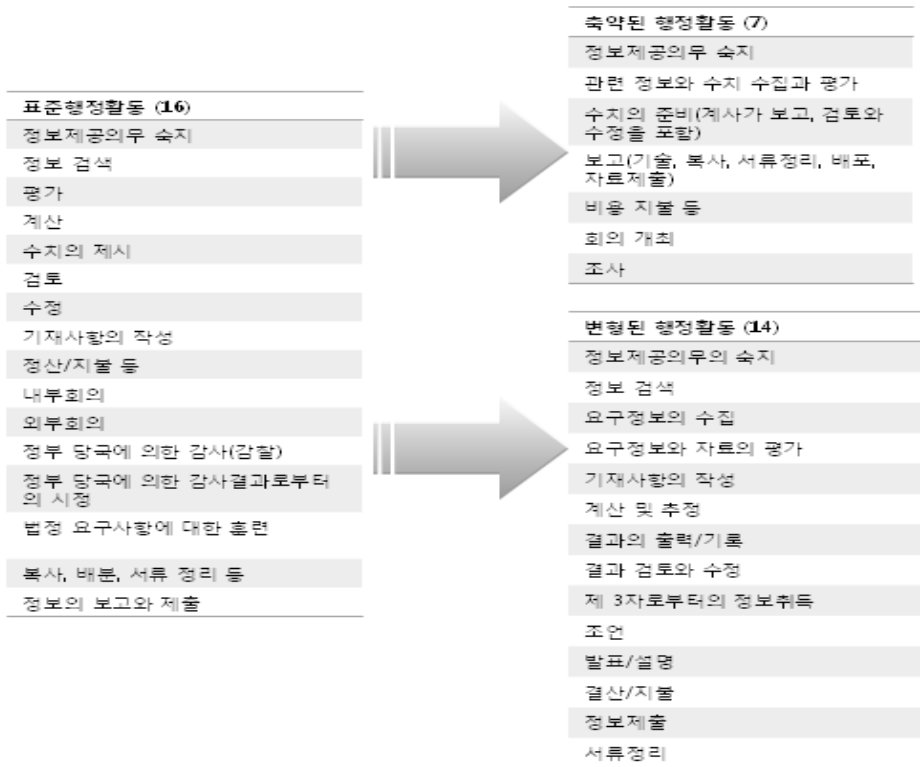 표준행정활동 (16)
정보제공의무 숙지
정보 검색
평가
계산
수치의 제시
검토
수정
기재사항의 작성
정산/지불 등
내부회의
외부회의
정부 당국에 의한 감사(감찰)
정부 당국에 의한 감사결과로부터
의 시정
법정 요구사항에 대한 훈련
복사, 배분, 서류 정리 등
정보의 보고와 제출
축약된 행정활동 (7)
정보제공의무 숙지
관련 정보와 수치 수집과 평가
수치의 준비(계사가 보고, 검토와
수정을 포함)
보고(기술, 복사, 서류정리, 배포,
자료제출)
비용 지불 등
회의 개최
조사
변형된 행정활동 (14)
정보제공의무의 숙지
정보 검색
요구정보의 수집
요구정보와 자료의 평가
기재사항의 작성
계산 및 추정
결과의 출력/기록
결과 검토와 수정
제 3자로부터의 정보취득
조언
발표/설명
결산/지불
정보제출
서류정리